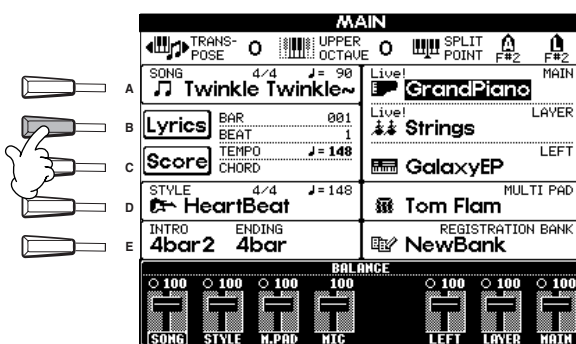 MAIN
TRANS-
POSE 0
UPPER
OCTAVE 0
SPLIT
POINT
A
F#2
L
F#2
A
SONG 4/4 ♩= 90
Twinkle Twinkle~
Live! MAIN
GrandPiano
B
Lyrics
BAR 001
BEAT 1
Live! LAYER
Strings
C
Score
TEMPO ♩= 148
CHORD
LEFT
GalaxyEP
D
STYLE 4/4 ♩= 148
HeartBeat
MULTI PAD
Tom Flam
E
INTRO ENDING
4bar2 4bar
REGISTRATION BANK
NewBank
BALANCE
100 100 100 100 100 100 100
SONG STYLE M.PAD MIC LEFT LAYER MAIN